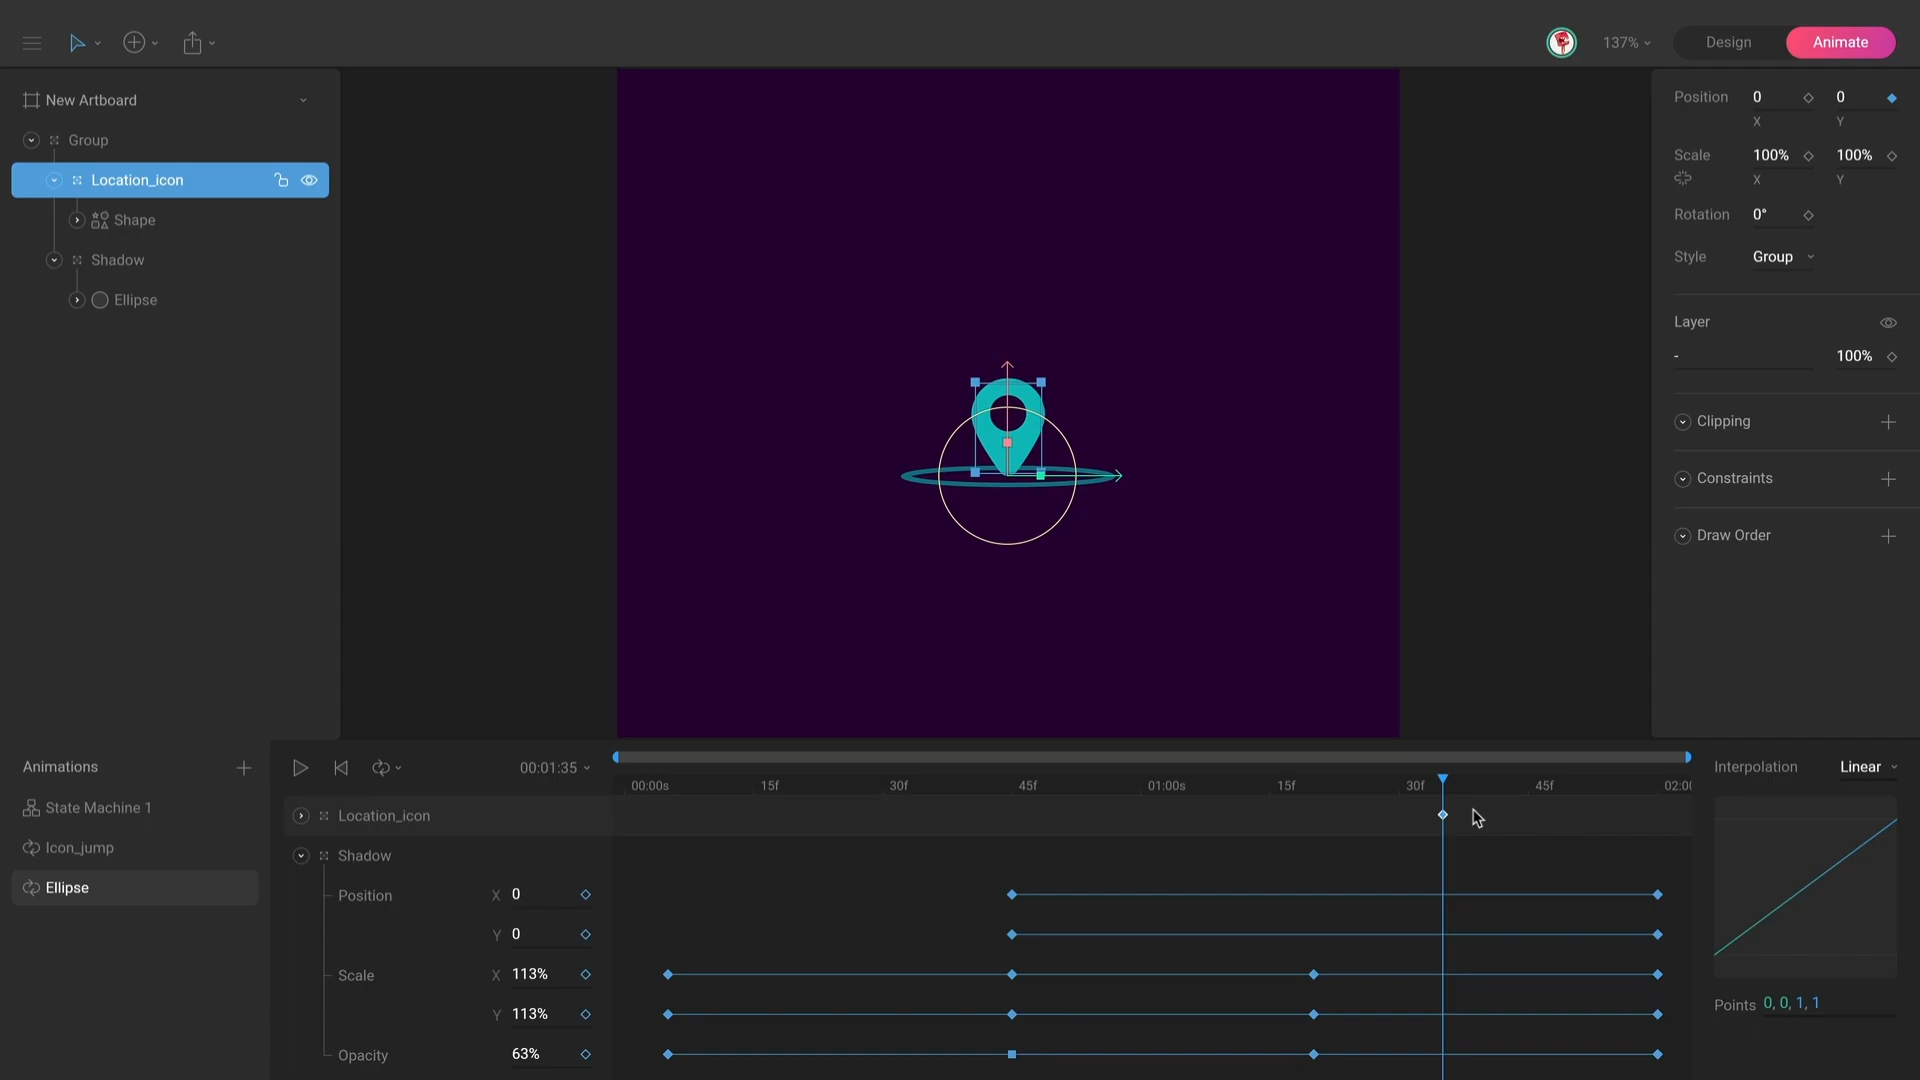 137%
Design
Animate
New Artboard
Group
Location_icon
Shape
Shadow
Ellipse
Position 0 0
X Y
Scale 100% 100%
X Y
Rotation 0°
Style Group
Layer
- 100%
Clipping
Constraints
Draw Order
Animations
State Machine 1
Icon_jump
Ellipse
00:01:35
00:00s 15f 30f 45f 01:00s 15f 30f 45f 02:00
Location_icon
Shadow
Position X 0
Y 0
Scale X 113%
Y 113%
Opacity 63%
Interpolation Linear
Points 0, 0, 1, 1